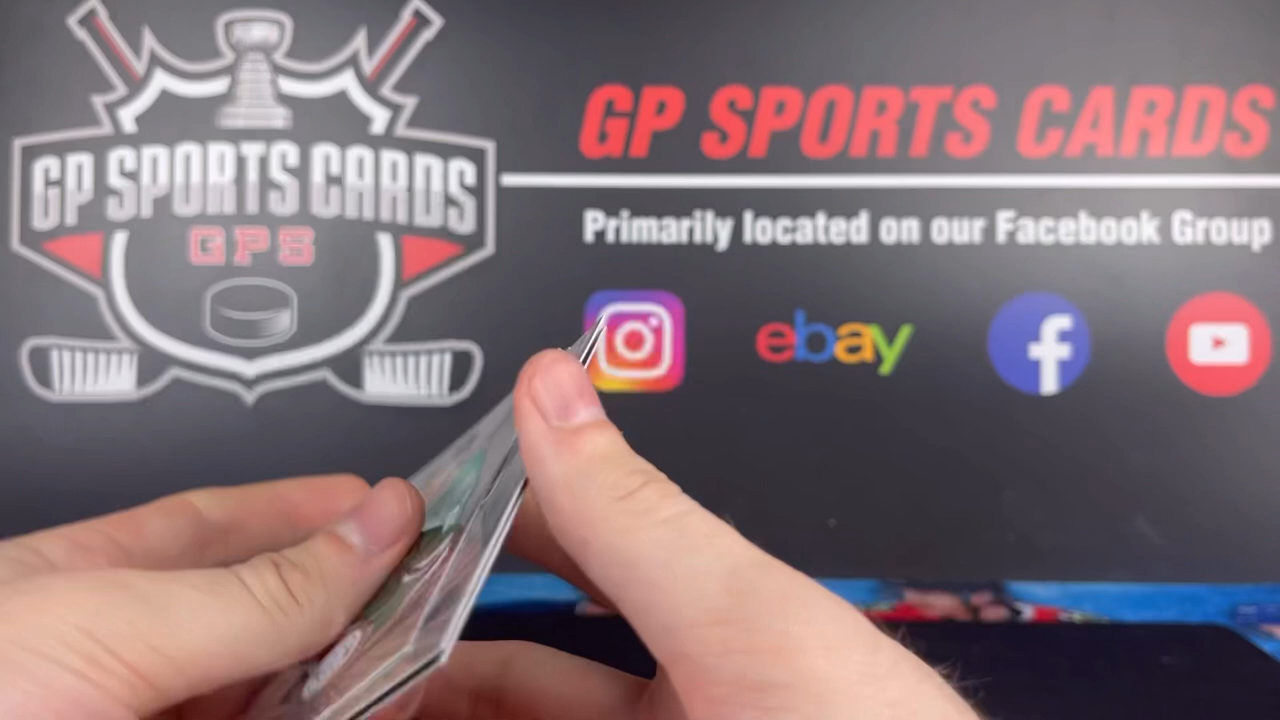 GP SPORTS CARDS
GPS
GP SPORTS CARDS
Primarily located on our Facebook Group
ebay